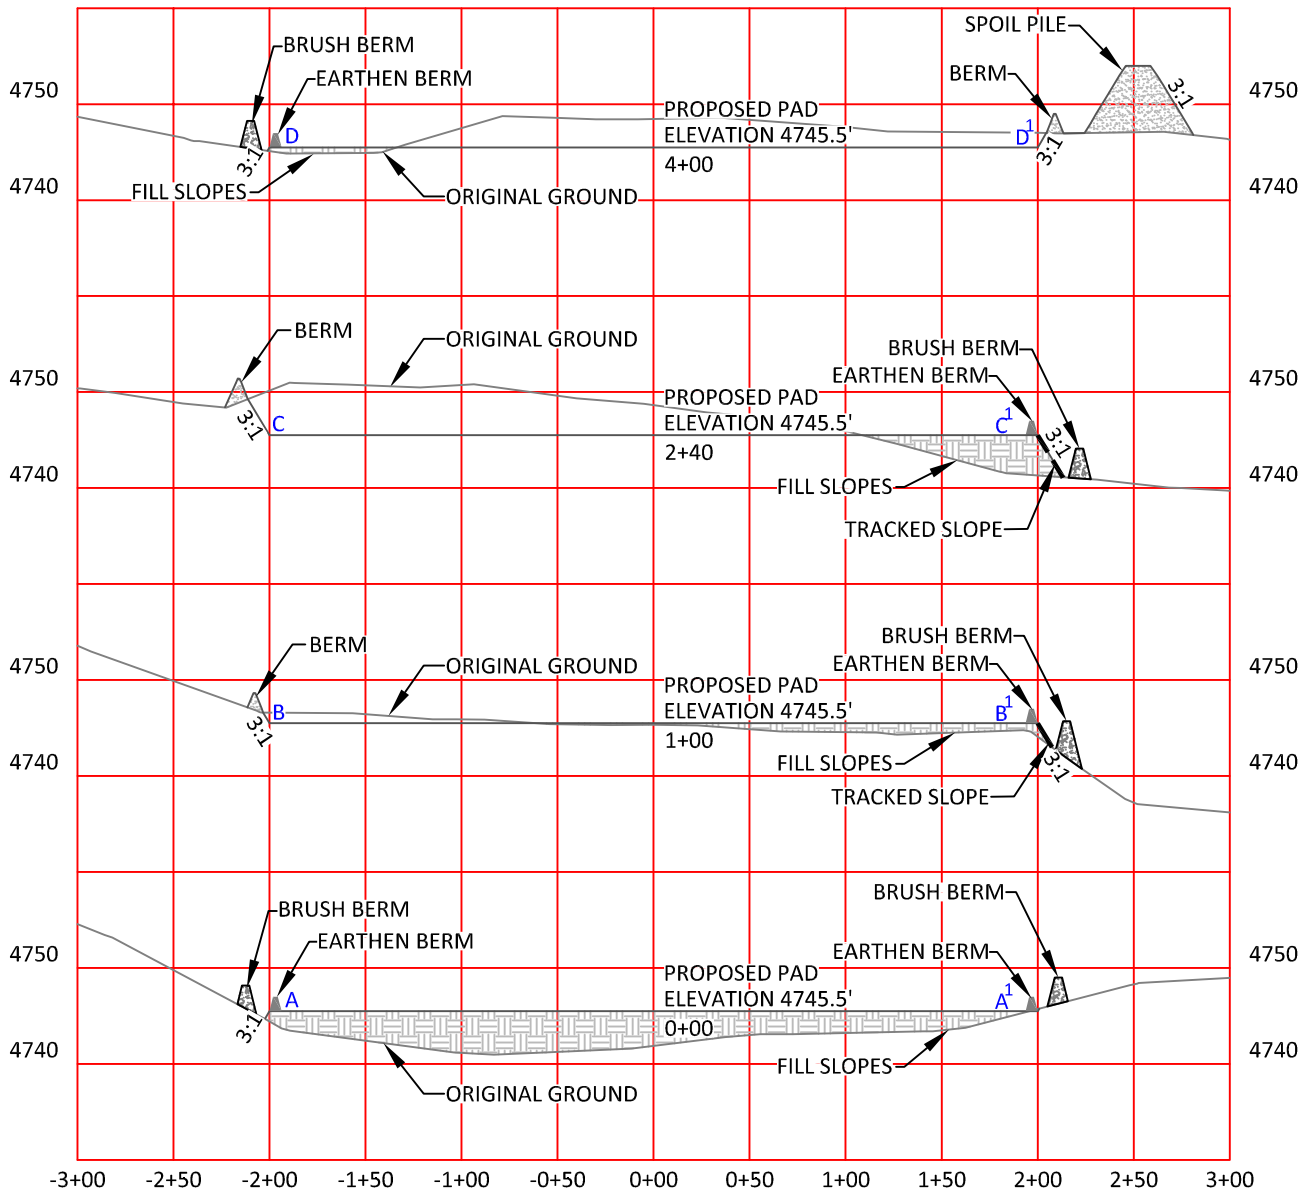 SPOIL PILE
BRUSH BERM
EARTHEN BERM
BERM
3:1
4750
4750
PROPOSED PAD
ELEVATION 4745.5'
4+00
D
D1
3:1
3:1
4740
4740
FILL SLOPES
ORIGINAL GROUND
BERM
ORIGINAL GROUND
BRUSH BERM
EARTHEN BERM
4750
4750
PROPOSED PAD
ELEVATION 4745.5'
2+40
C
C1
3:1
3:1
4740
4740
FILL SLOPES
TRACKED SLOPE
BERM
ORIGINAL GROUND
BRUSH BERM
EARTHEN BERM
4750
4750
PROPOSED PAD
ELEVATION 4745.5'
1+00
B
B1
3:1
3:1
4740
4740
FILL SLOPES
TRACKED SLOPE
BRUSH BERM
BRUSH BERM
EARTHEN BERM
EARTHEN BERM
4750
4750
PROPOSED PAD
ELEVATION 4745.5'
0+00
A
A1
3:1
4740
4740
FILL SLOPES
ORIGINAL GROUND
-3+00 -2+50 -2+00 -1+50 -1+00 -0+50 0+00 0+50 1+00 1+50 2+00 2+50 3+00